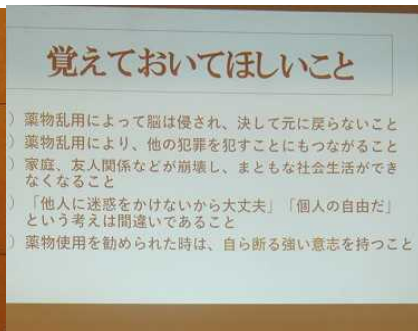 覚えておいてほしいこと
）薬物乱用によって脳は侵され、決して元に戻らないこと
）薬物乱用により、他の犯罪を犯すことにもつながること
）家庭、友人関係などが崩壊し、まともな社会生活ができ
なくなること
）「他人に迷惑をかけないから大丈夫」「個人の自由だ」
という考えは間違いであること
）薬物使用を勧められた時は、自ら断る強い意志を持つこと